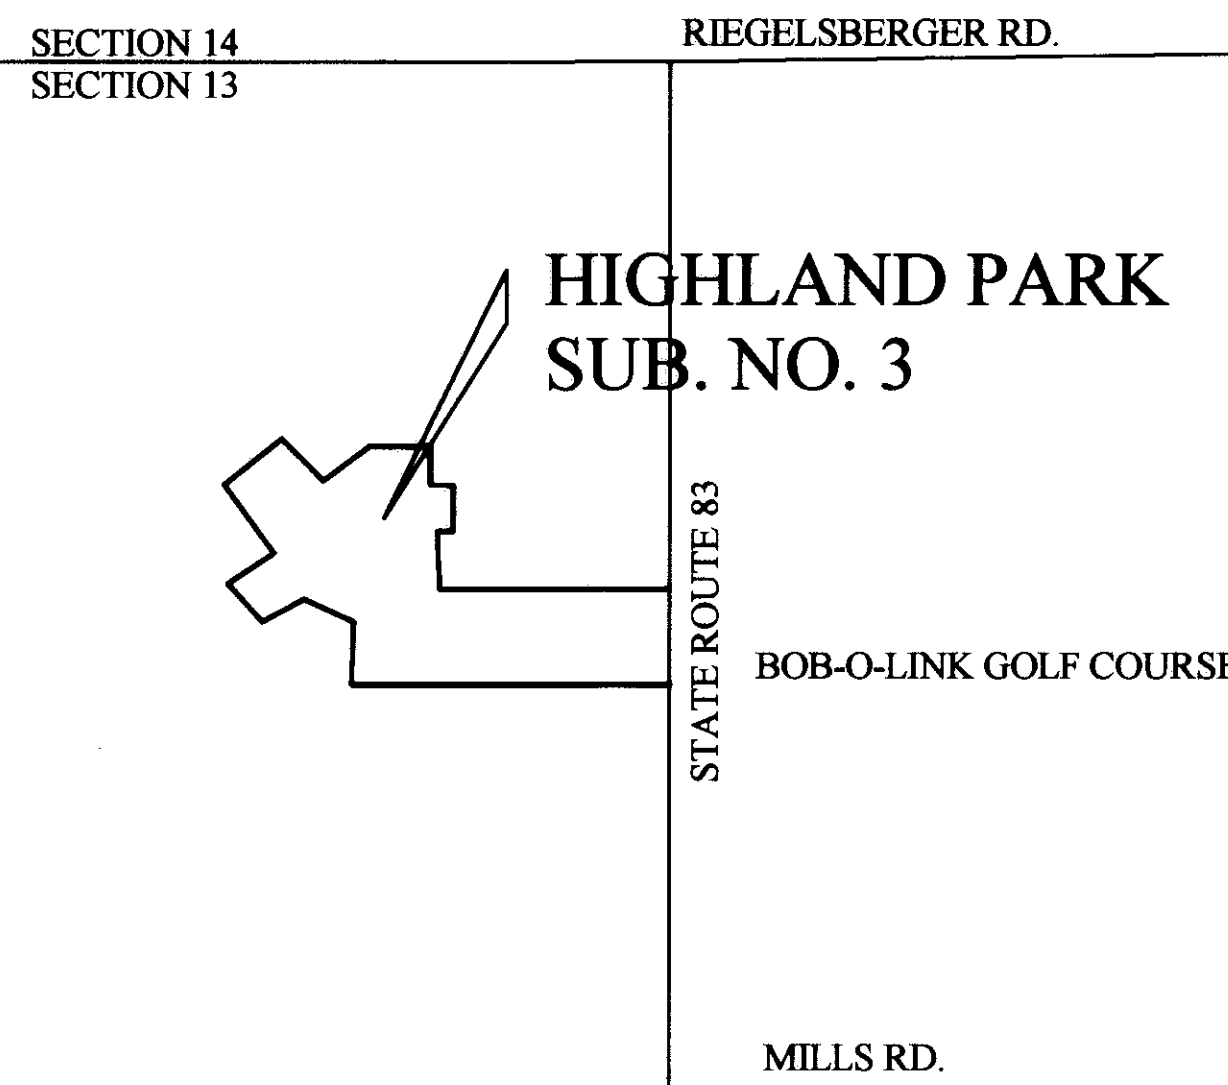 SECTION 14
RIEGELSBERGER RD.
SECTION 13
HIGHLAND PARK
SUB. NO. 3
STATE ROUTE 83
BOB-O-LINK GOLF COURSE
MILLS RD.